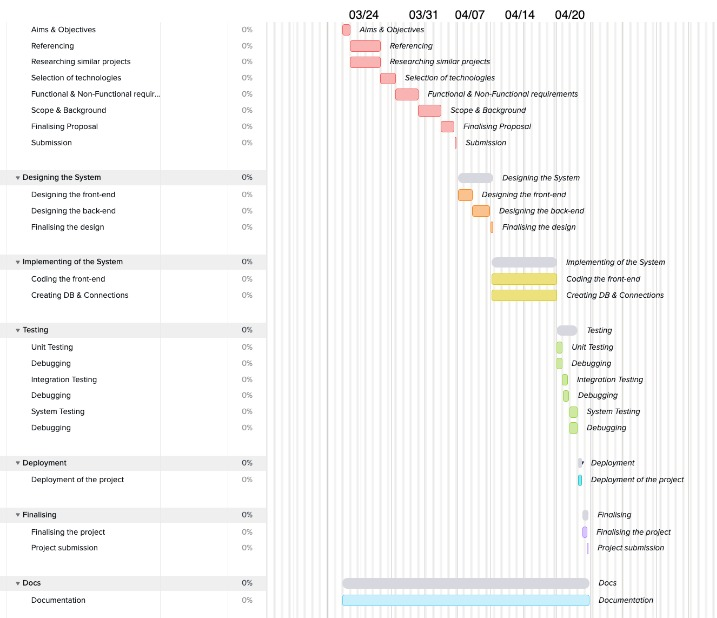 03/24 03/31 04/07 04/14 04/20
Aims & Objectives 0% Aims & Objectives
Referencing 0% Referencing
Researching similar projects 0% Researching similar projects
Selection of technologies 0% Selection of technologies
Functional & Non-Functional requir... 0% Functional & Non-Functional requirements
Scope & Background 0% Scope & Background
Finalising Proposal 0% Finalising Proposal
Submission 0% Submission
Designing the System 0% Designing the System
Designing the front-end 0% Designing the front-end
Designing the back-end 0% Designing the back-end
Finalising the design 0% Finalising the design
Implementing of the System 0% Implementing of the System
Coding the front-end 0% Coding the front-end
Creating DB & Connections 0% Creating DB & Connections
Testing 0% Testing
Unit Testing 0% Unit Testing
Debugging 0% Debugging
Integration Testing 0% Integration Testing
Debugging 0% Debugging
System Testing 0% System Testing
Debugging 0% Debugging
Deployment 0% Deployment
Deployment of the project 0% Deployment of the project
Finalising 0% Finalising
Finalising the project 0% Finalising the project
Project submission 0% Project submission
Docs 0% Docs
Documentation 0% Documentation